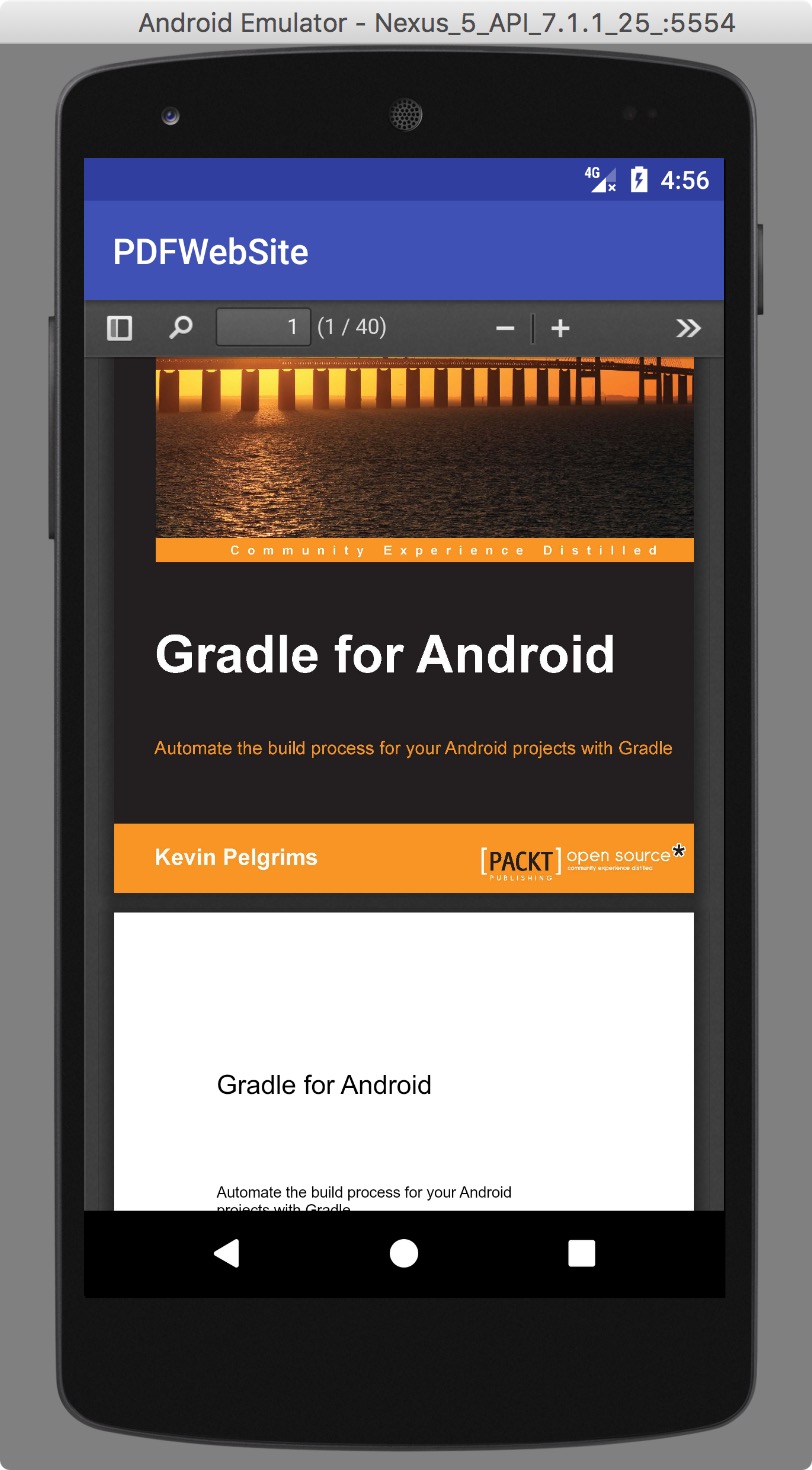 Android Emulator - Nexus_5_API_7.1.1_25_:5554
4G 4:56
PDFWebSite
1 (1 / 40)
Community Experience Distilled
Gradle for Android
Automate the build process for your Android projects with Gradle
Kevin Pelgrims
[PACKT] open source*
PUBLISHING community experience distilled
Gradle for Android
Automate the build process for your Android
projects with Gradle